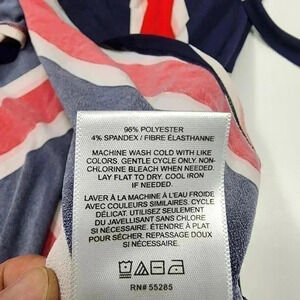 96% POLYESTER
4% SPANDEX / FIBRE ÉLASTHANNE
MACHINE WASH COLD WITH LIKE
COLORS. GENTLE CYCLE ONLY. NON-
CHLORINE BLEACH WHEN NEEDED.
LAY FLAT TO DRY. COOL IRON
IF NEEDED.
LAVER À LA MACHINE À L'EAU FROIDE
AVEC COULEURS SIMILAIRES. CYCLE
DÉLICAT. UTILISEZ SEULEMENT
DU JAVELLISANT SANS CHLORE
SI NÉCESSAIRE. ÉTENDRE À PLAT
POUR SÉCHER. REPASSAGE DOUX
SI NÉCESSAIRE.
RN# 55285